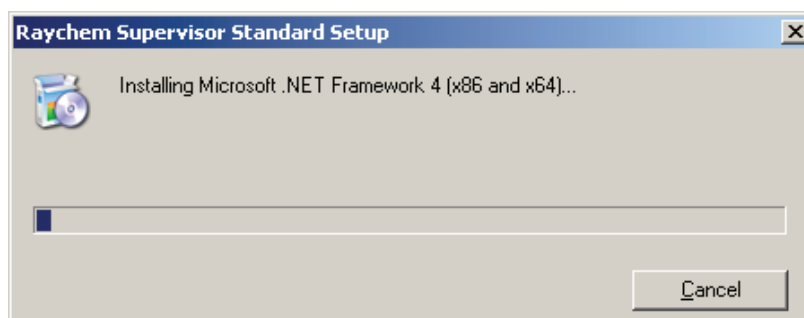 Raychem Supervisor Standard Setup
Installing Microsoft .NET Framework 4 (x86 and x64)...
Cancel